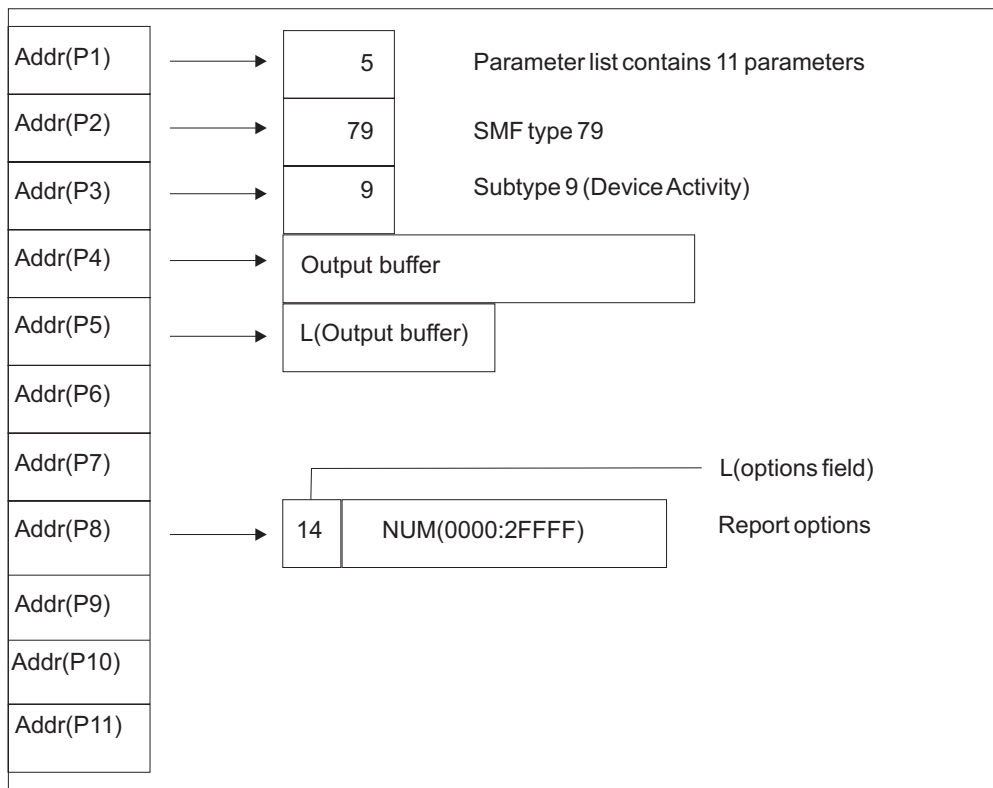 Addr(P1) 5 Parameter list contains 11 parameters
Addr(P2) 79 SMF type 79
Addr(P3) 9 Subtype 9 (Device Activity)
Addr(P4) Output buffer
Addr(P5) L(Output buffer)
Addr(P6)
Addr(P7) L(options field)
Addr(P8) 14 NUM(0000:2FFFF) Report options
Addr(P9)
Addr(P10)
Addr(P11)